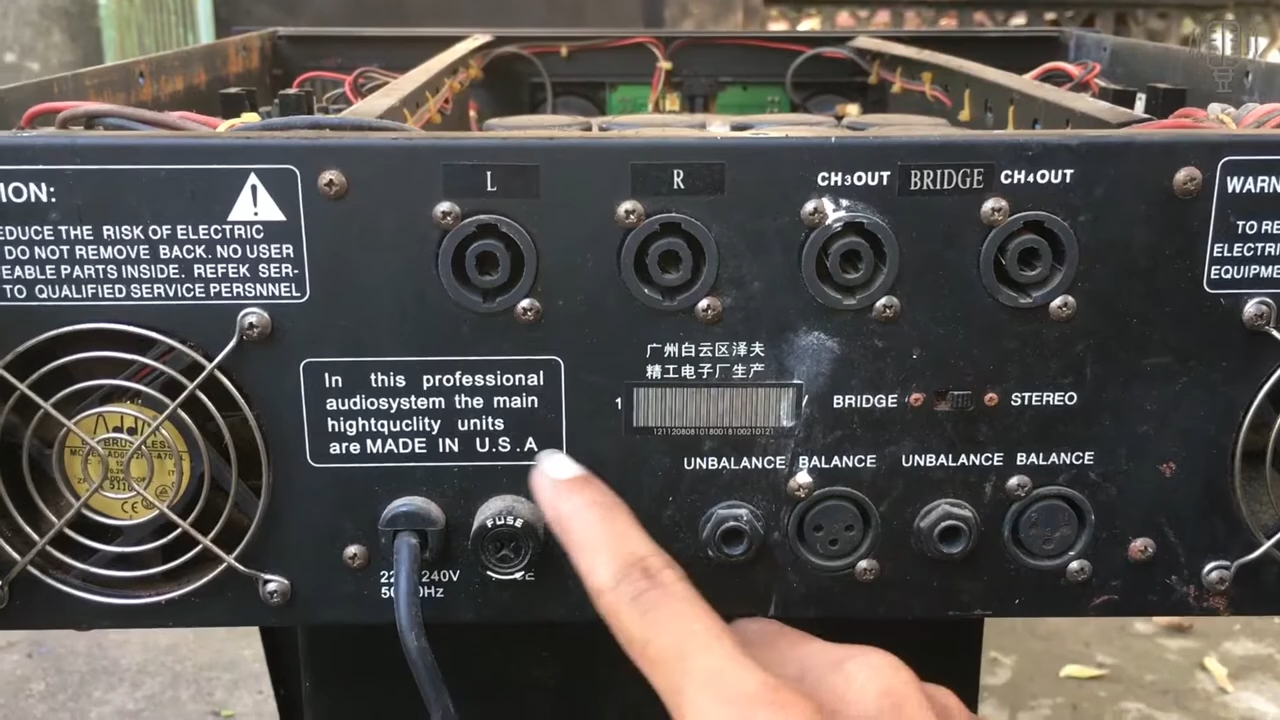 L
R
CH3OUT
BRIDGE
CH4OUT
ION:
EDUCE THE RISK OF ELECTRIC
DO NOT REMOVE BACK. NO USER
EABLE PARTS INSIDE. REFEK SER-
TO QUALIFIED SERVICE PERSNNEL
WARN
TO RE
ELECTRI
EQUIPME
In this professional
audiosystem the main
hightquclity units
are MADE IN U.S.A
广州白云区泽夫
精工电子厂生产
1
BRIDGE
STEREO
UNBALANCE BALANCE
UNBALANCE BALANCE
FUSE
240V